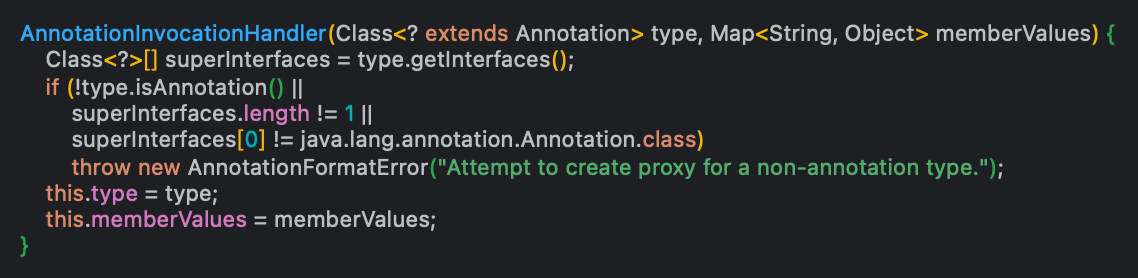 AnnotationInvocationHandler(Class<? extends Annotation> type, Map<String, Object> memberValues) {
    Class<?>[] superInterfaces = type.getInterfaces();
    if (!type.isAnnotation() ||
        superInterfaces.length != 1 ||
        superInterfaces[0] != java.lang.annotation.Annotation.class)
        throw new AnnotationFormatError("Attempt to create proxy for a non-annotation type.");
    this.type = type;
    this.memberValues = memberValues;
}